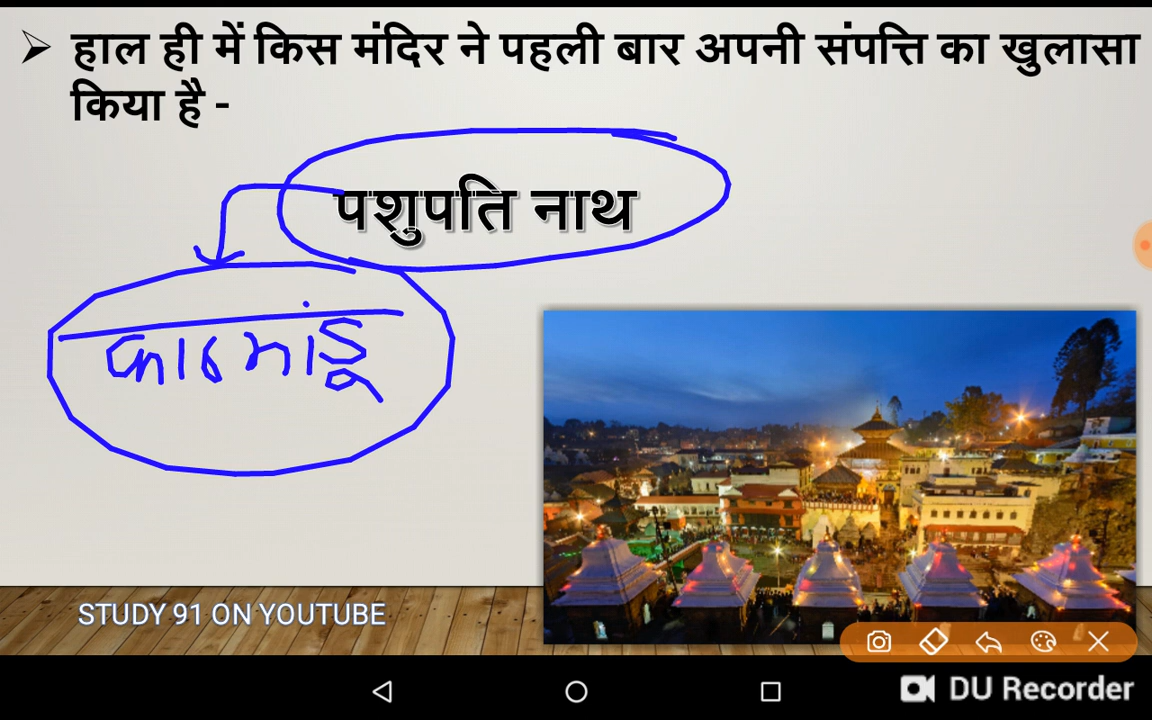 ➤ हाल ही में किस मंदिर ने पहली बार अपनी संपत्ति का खुलासा
किया है -
पशुपति नाथ
काठमांडू
STUDY 91 ON YOUTUBE
DU Recorder